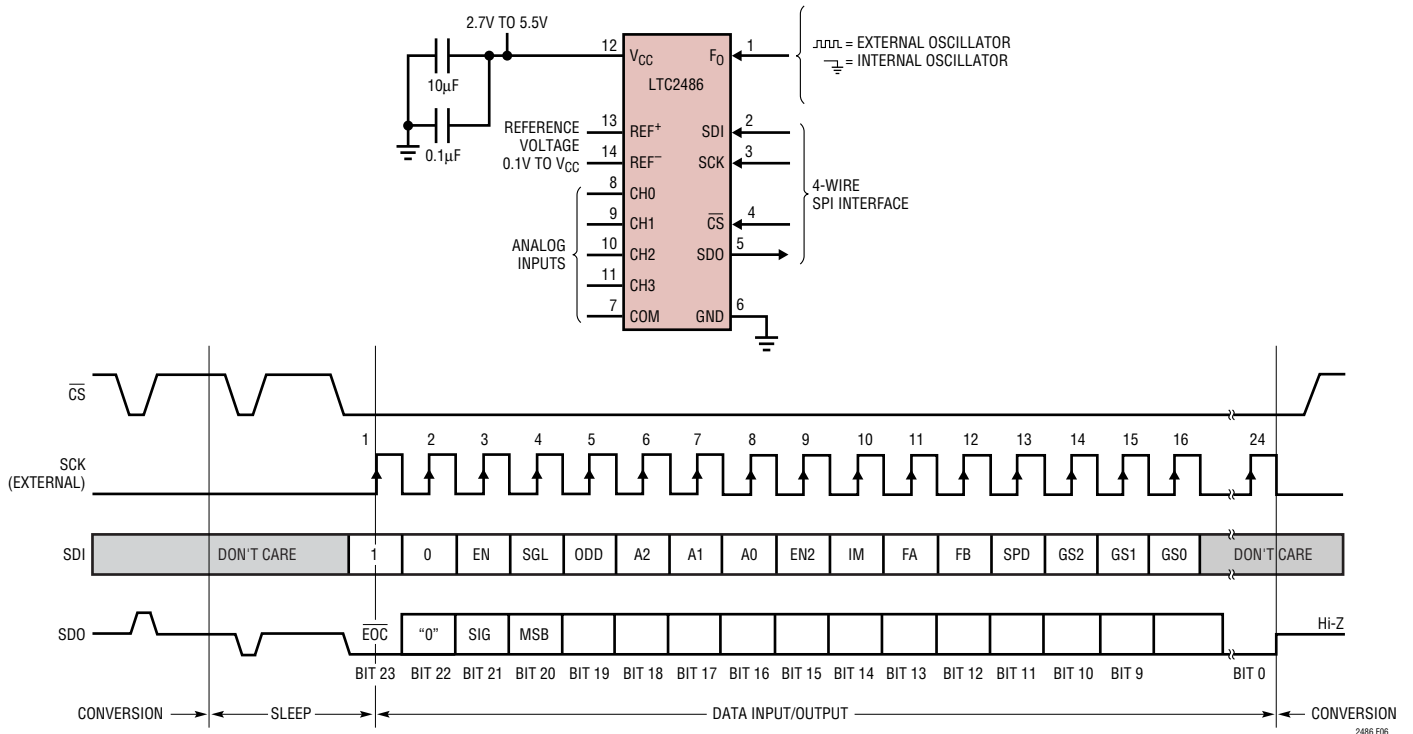 2.7V TO 5.5V
10µF
0.1µF
12 VCC
FO 1
LTC2486
= EXTERNAL OSCILLATOR
= INTERNAL OSCILLATOR
REFERENCE
VOLTAGE
0.1V TO VCC
13 REF+
14 REF–
SDI 2
SCK 3
CS 4
SDO 5
GND 6
4-WIRE
SPI INTERFACE
ANALOG
INPUTS
8 CH0
9 CH1
10 CH2
11 CH3
7 COM
CS
1 2 3 4 5 6 7 8 9 10 11 12 13 14 15 16 24
SCK
(EXTERNAL)
SDI DON'T CARE 1 0 EN SGL ODD A2 A1 A0 EN2 IM FA FB SPD GS2 GS1 GS0 DON'T CARE
SDO EOC "0" SIG MSB Hi-Z
BIT 23 BIT 22 BIT 21 BIT 20 BIT 19 BIT 18 BIT 17 BIT 16 BIT 15 BIT 14 BIT 13 BIT 12 BIT 11 BIT 10 BIT 9 BIT 0
CONVERSION SLEEP DATA INPUT/OUTPUT CONVERSION
2486 F06